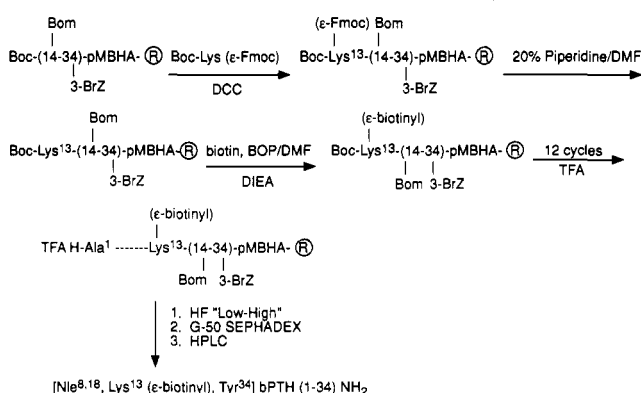 Bom
Boc-(14-34)-pMBHA-Ⓡ
3-BrZ
Boc-Lys (ε-Fmoc)
DCC
(ε-Fmoc) Bom
Boc-Lys¹³-(14-34)-pMBHA-Ⓡ
3-BrZ
20% Piperidine/DMF
Bom
Boc-Lys¹³-(14-34)-pMBHA-Ⓡ
3-BrZ
biotin, BOP/DMF
DIEA
(ε-biotinyl)
Boc-Lys¹³-(14-34)-pMBHA-Ⓡ
Bom 3-BrZ
12 cycles
TFA
(ε-biotinyl)
TFA H-Ala¹ -------Lys¹³-(14-34)-pMBHA-Ⓡ
Bom 3-BrZ
1. HF "Low-High"
2. G-50 SEPHADEX
3. HPLC
[Nle⁸,¹⁸, Lys¹³ (ε-biotinyl), Tyr³⁴] bPTH (1-34) NH₂